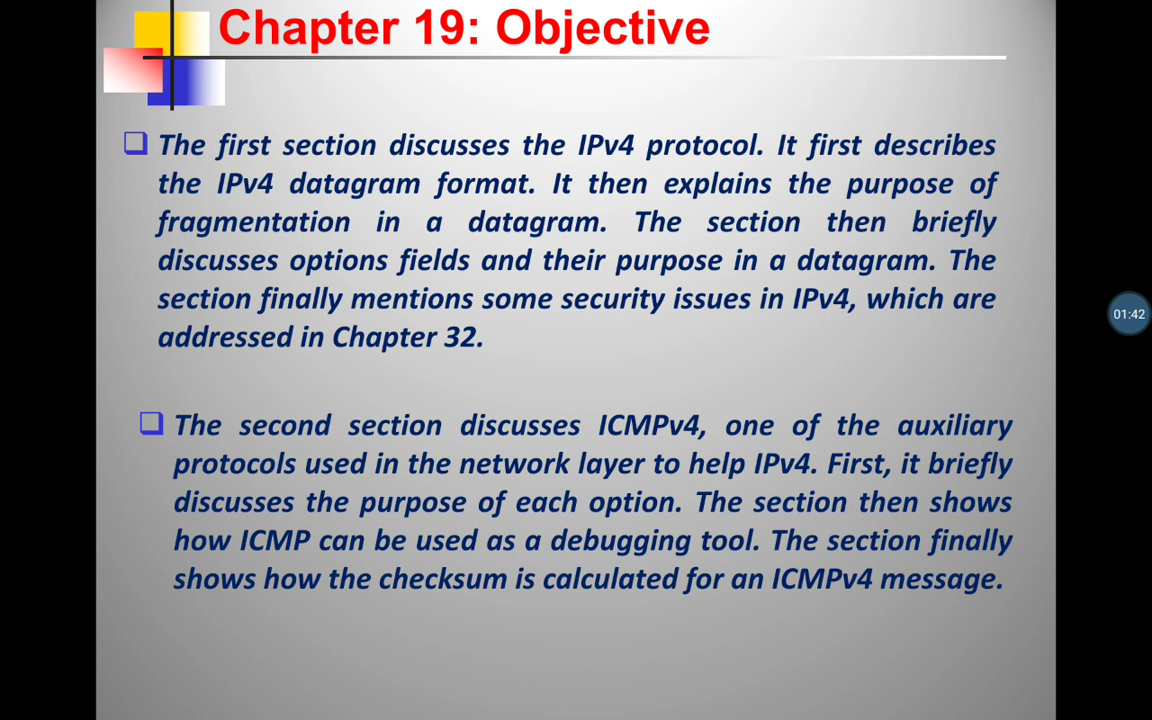 Chapter 19: Objective
The first section discusses the IPv4 protocol. It first describes
the IPv4 datagram format. It then explains the purpose of
fragmentation in a datagram. The section then briefly
discusses options fields and their purpose in a datagram. The
section finally mentions some security issues in IPv4, which are
addressed in Chapter 32.
01:42
The second section discusses ICMPv4, one of the auxiliary
protocols used in the network layer to help IPv4. First, it briefly
discusses the purpose of each option. The section then shows
how ICMP can be used as a debugging tool. The section finally
shows how the checksum is calculated for an ICMPv4 message.